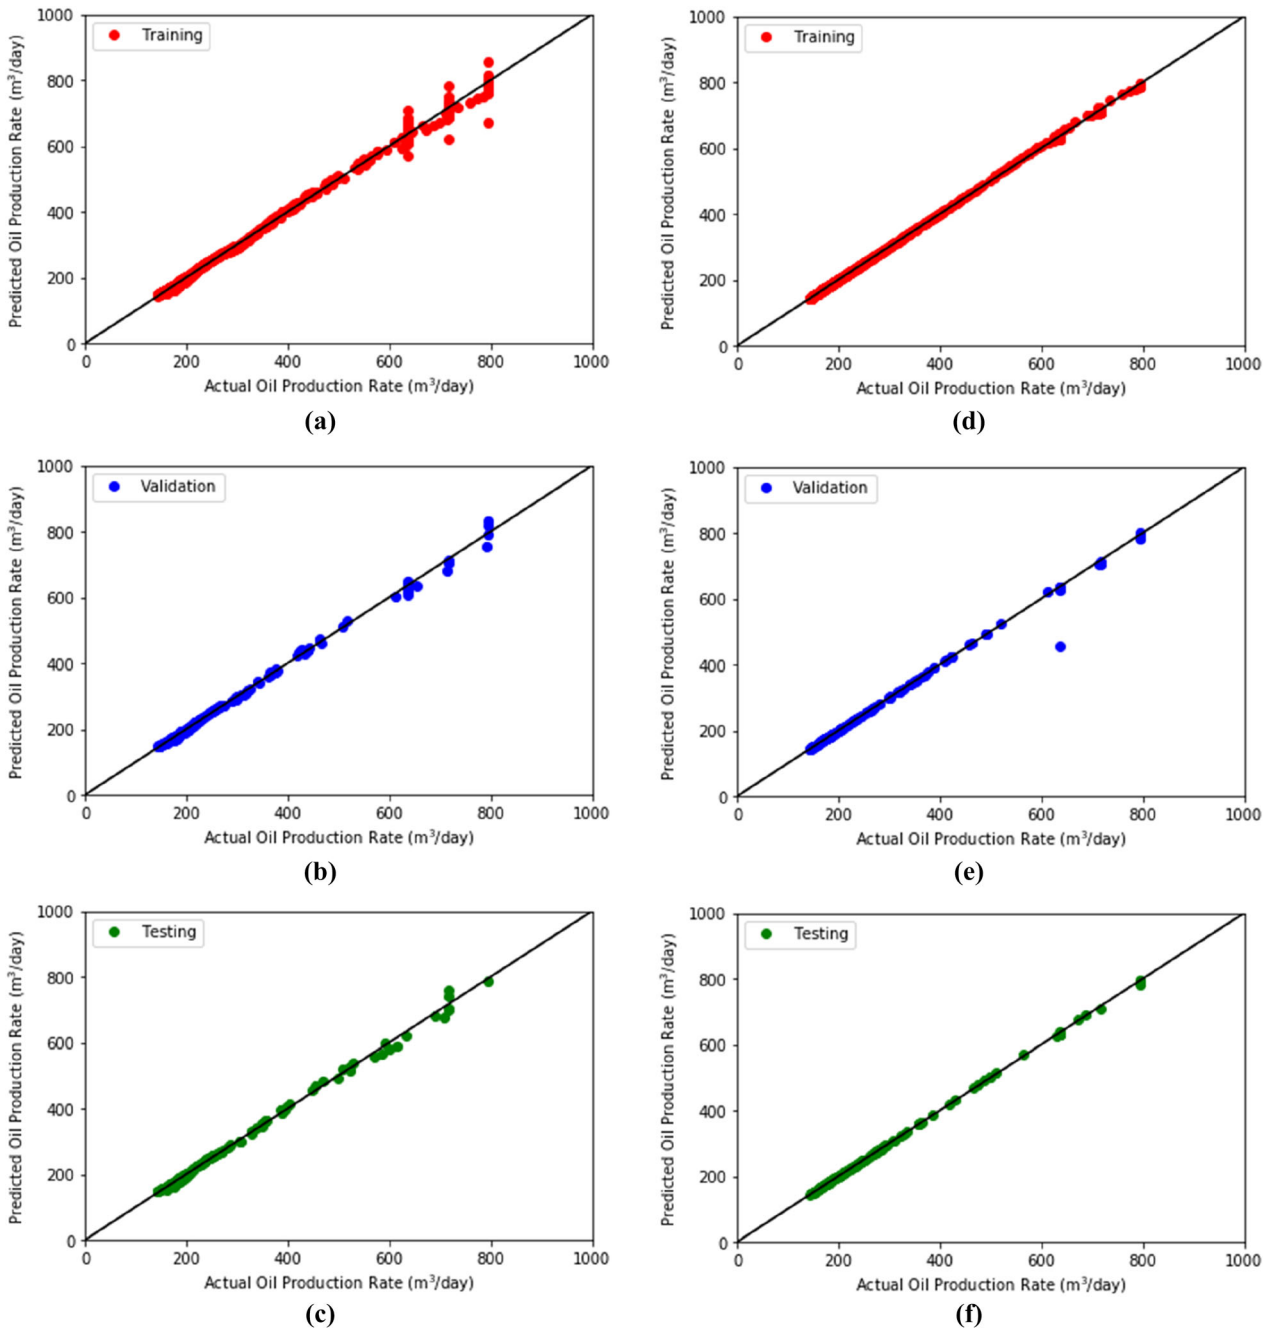 1000
800
600
400
200
0
Predicted Oil Production Rate (m³/day)
Training
0 200 400 600 800 1000
Actual Oil Production Rate (m³/day)
(a)
1000
800
600
400
200
0
Predicted Oil Production Rate (m³/day)
Training
0 200 400 600 800 1000
Actual Oil Production Rate (m³/day)
(d)
1000
800
600
400
200
0
Predicted Oil Production Rate (m³/day)
Validation
0 200 400 600 800 1000
Actual Oil Production Rate (m³/day)
(b)
1000
800
600
400
200
0
Predicted Oil Production Rate (m³/day)
Validation
0 200 400 600 800 1000
Actual Oil Production Rate (m³/day)
(e)
1000
800
600
400
200
0
Predicted Oil Production Rate (m³/day)
Testing
0 200 400 600 800 1000
Actual Oil Production Rate (m³/day)
(c)
1000
800
600
400
200
0
Predicted Oil Production Rate (m³/day)
Testing
0 200 400 600 800 1000
Actual Oil Production Rate (m³/day)
(f)